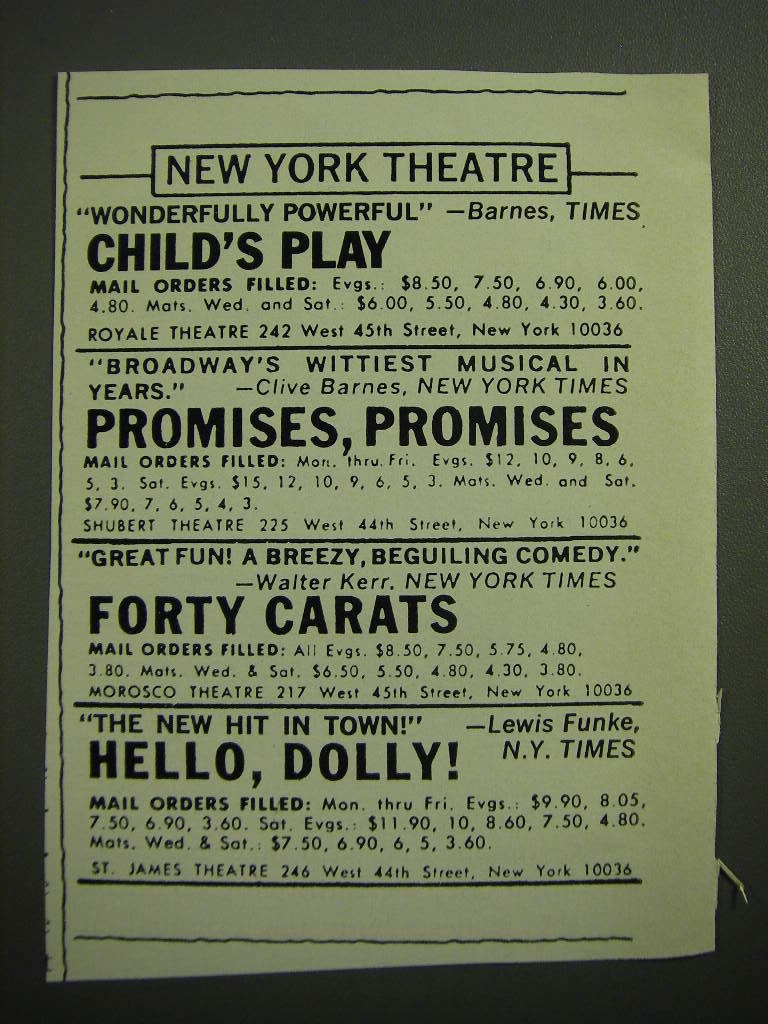 NEW YORK THEATRE
"WONDERFULLY POWERFUL" —Barnes, TIMES
CHILD'S PLAY
MAIL ORDERS FILLED: Evgs.: $8.50, 7.50, 6.90, 6.00,
4.80. Mats. Wed. and Sat.: $6.00, 5.50, 4.80, 4.30, 3.60.
ROYALE THEATRE 242 West 45th Street, New York 10036
"BROADWAY'S WITTIEST MUSICAL IN
YEARS." —Clive Barnes, NEW YORK TIMES
PROMISES, PROMISES
MAIL ORDERS FILLED: Mon. thru. Fri. Evgs. $12, 10, 9, 8, 6,
5, 3. Sat. Evgs. $15, 12, 10, 9, 6, 5, 3. Mats. Wed. and Sat.
$7.90, 7, 6, 5, 4, 3.
SHUBERT THEATRE 225 West 44th Street, New York 10036
"GREAT FUN! A BREEZY, BEGUILING COMEDY."
—Walter Kerr. NEW YORK TIMES
FORTY CARATS
MAIL ORDERS FILLED: All Evgs. $8.50, 7.50, 5.75, 4.80,
3.80. Mats. Wed. & Sat. $6.50, 5.50, 4.80, 4.30, 3.80.
MOROSCO THEATRE 217 West 45th Street, New York 10036
"THE NEW HIT IN TOWN!" —Lewis Funke,
N.Y. TIMES
HELLO, DOLLY!
MAIL ORDERS FILLED: Mon. thru Fri. Evgs.: $9.90, 8.05,
7.50, 6.90, 3.60. Sat. Evgs.: $11.90, 10, 8.60, 7.50, 4.80.
Mats. Wed. & Sat.: $7.50, 6.90, 6, 5, 3.60.
ST. JAMES THEATRE 246 West 44th Street, New York 10036